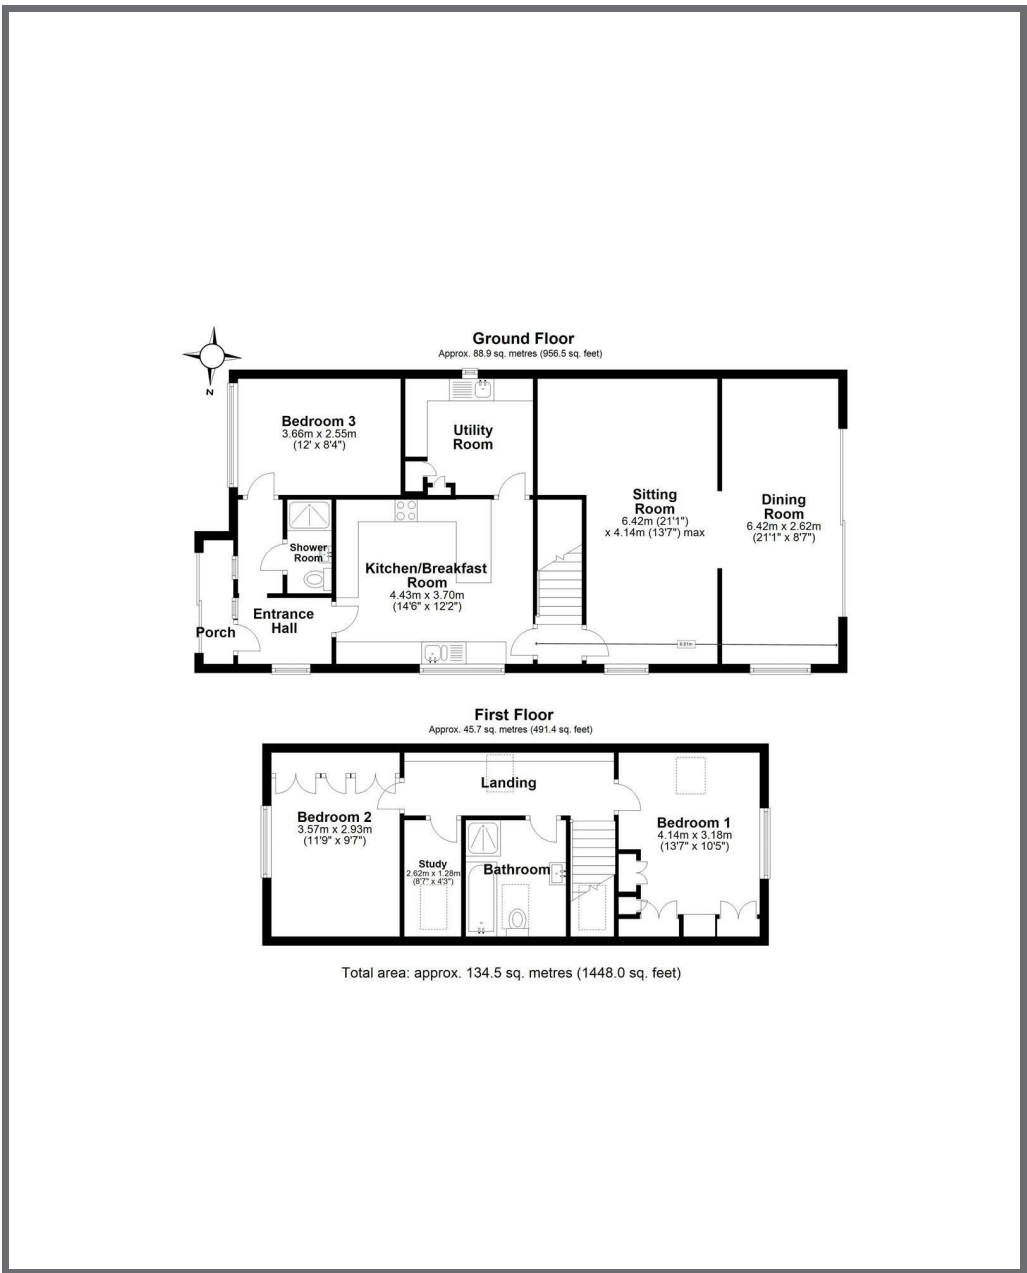 Ground Floor
Approx. 88.9 sq. metres (956.5 sq. feet)
N
Bedroom 3
3.66m x 2.55m
(12' x 8'4")
Utility
Room
Sitting
Room
6.42m (21'1")
x 4.14m (13'7") max
Dining
Room
6.42m x 2.62m
(21'1" x 8'7")
Shower
Room
Kitchen/Breakfast
Room
4.43m x 3.70m
(14'6" x 12'2")
Entrance
Hall
Porch
First Floor
Approx. 45.7 sq. metres (491.4 sq. feet)
Landing
Bedroom 2
3.57m x 2.93m
(11'9" x 9'7")
Bedroom 1
4.14m x 3.18m
(13'7" x 10'5")
Study
2.62m x 1.28m
(8'7" x 4'3")
Bathroom
Total area: approx. 134.5 sq. metres (1448.0 sq. feet)